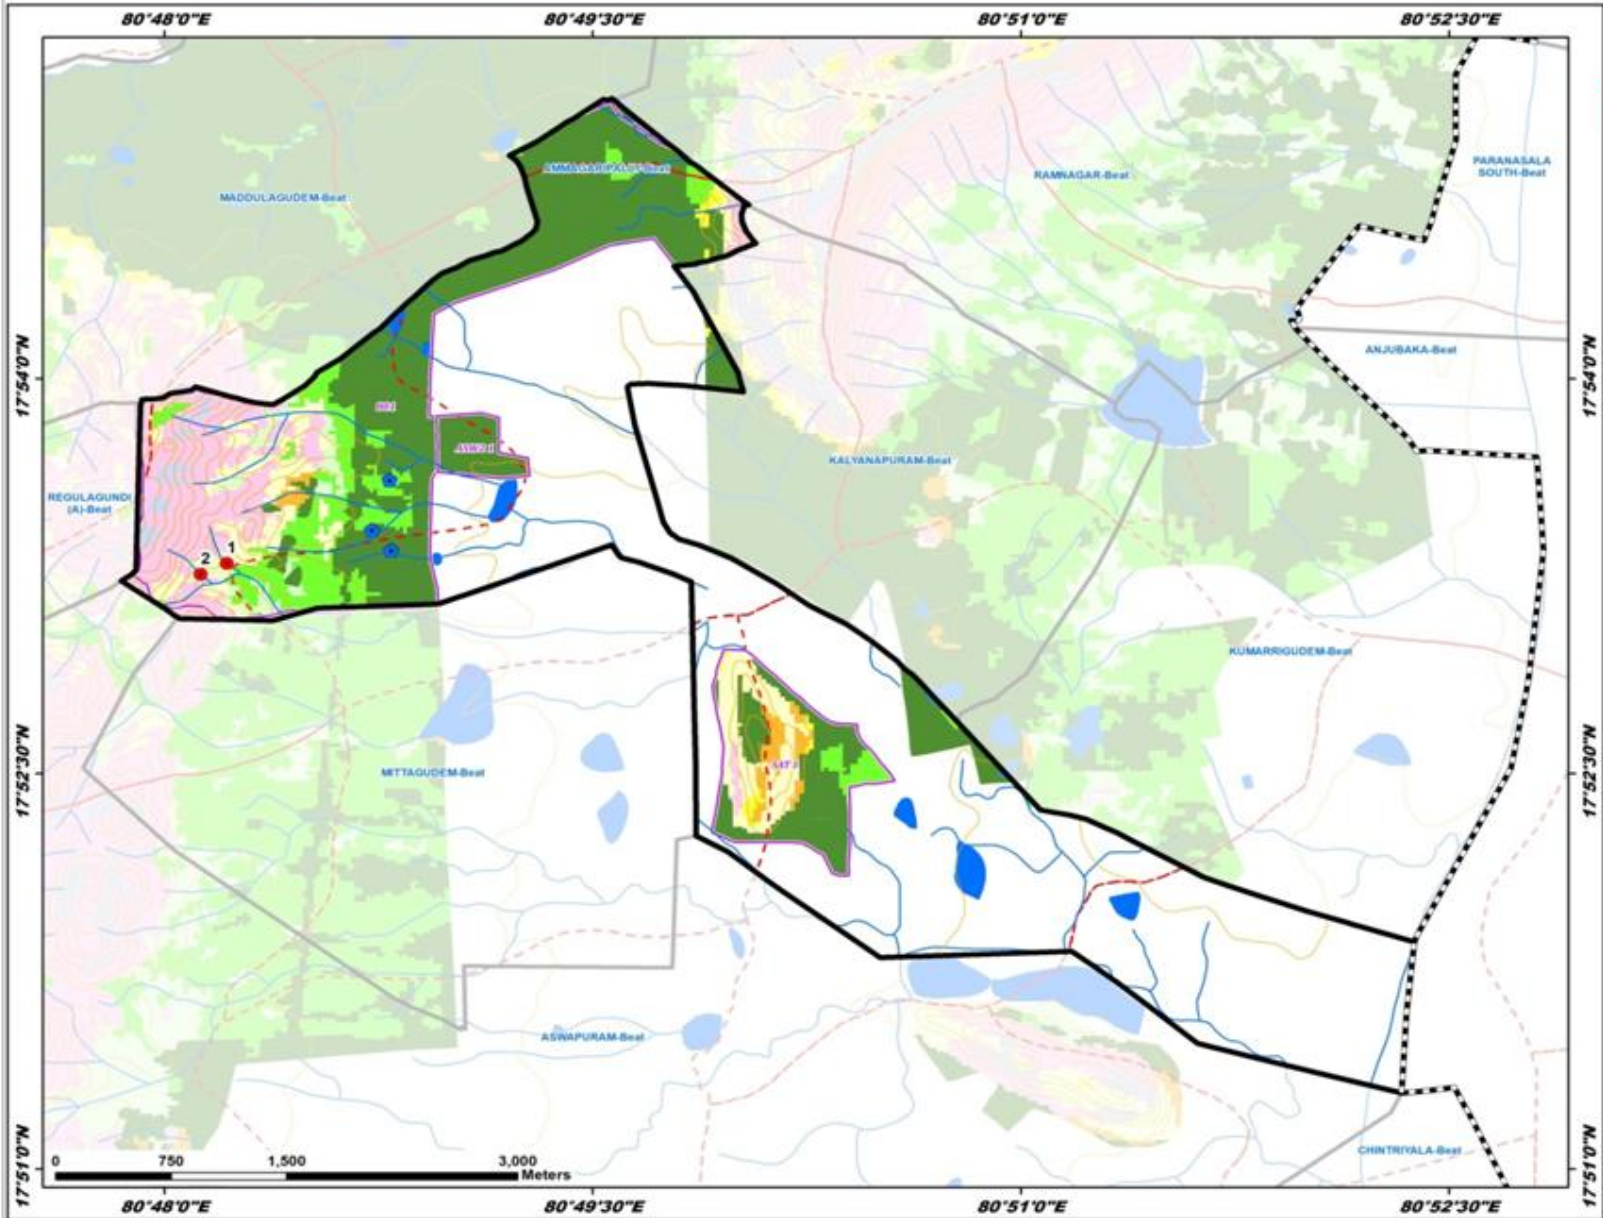 80°48'0"E
80°49'30"E
81°51'0"E
80°52'30"E
PARANASALA
SOUTH-Beat
MADDULAGUDEM-Beat
RAMNAGAR-Beat
17°54'0"N
ANJUBAKA-Beat
17°54'0"N
KALYANAPURAM-Beat
REGULAGUNDI
(A)-Beat
2
1
KUMARRIGUDEM-Beat
17°52'30"N
MITTAGUDEM-Beat
17°52'30"N
ASWAPURAM-Beat
17°51'0"N
CHINTRIYALA-Beat
17°51'0"N
0
750
1,500
3,000
Meters
80°48'0"E
80°49'30"E
80°51'0"E
80°52'30"E